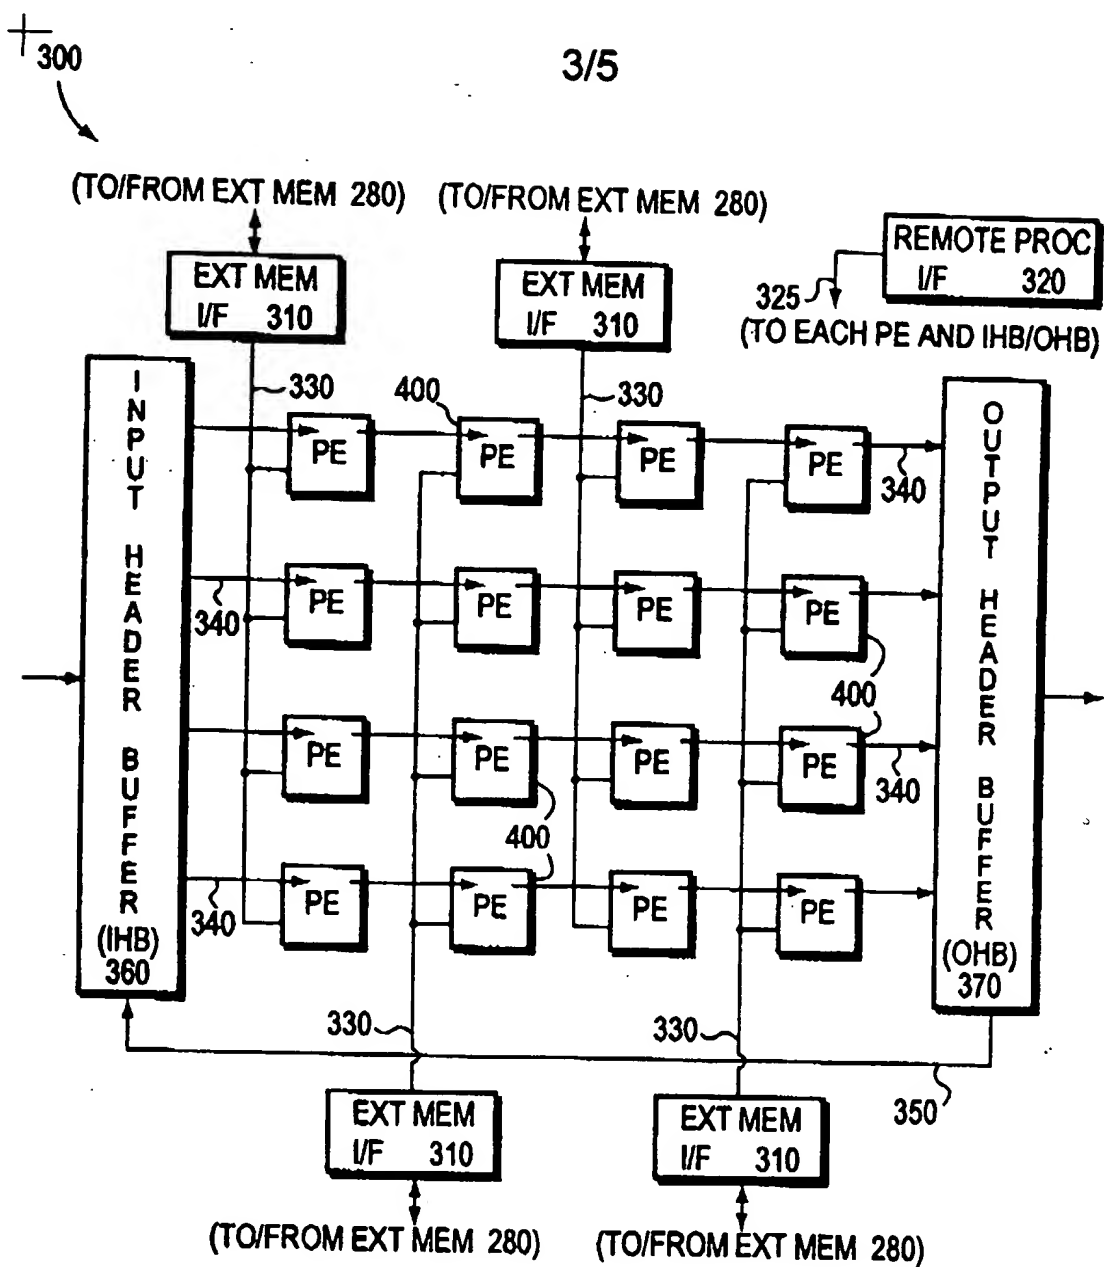 300
3/5
(TO/FROM EXT MEM 280)
(TO/FROM EXT MEM 280)
EXT MEM
I/F 310
EXT MEM
I/F 310
REMOTE PROC
I/F 320
325
(TO EACH PE AND IHB/OHB)
INPUT HEADER BUFFER
(IHB)
360
330
400
330
PE
PE
PE
PE
340
OUTPUT HEADER BUFFER
(OHB)
370
340
PE
PE
PE
PE
400
PE
PE
PE
PE
340
400
340
PE
PE
PE
PE
330
330
350
EXT MEM
I/F 310
EXT MEM
I/F 310
(TO/FROM EXT MEM 280)
(TO/FROM EXT MEM 280)